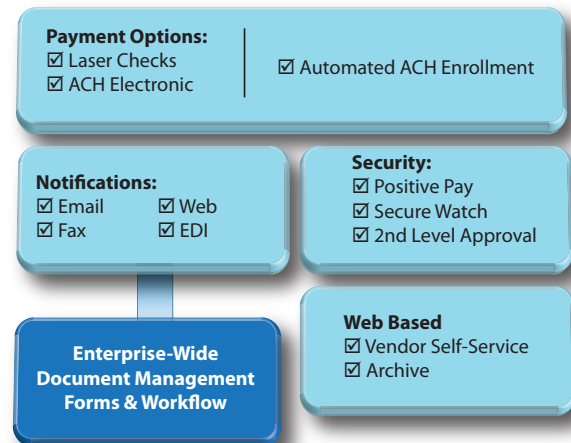 Payment Options:
☑ Laser Checks
☑ ACH Electronic
☑ Automated ACH Enrollment
Notifications:
☑ Email ☑ Web
☑ Fax ☑ EDI
Security:
☑ Positive Pay
☑ Secure Watch
☑ 2nd Level Approval
Enterprise-Wide
Document Management
Forms & Workflow
Web Based
☑ Vendor Self-Service
☑ Archive